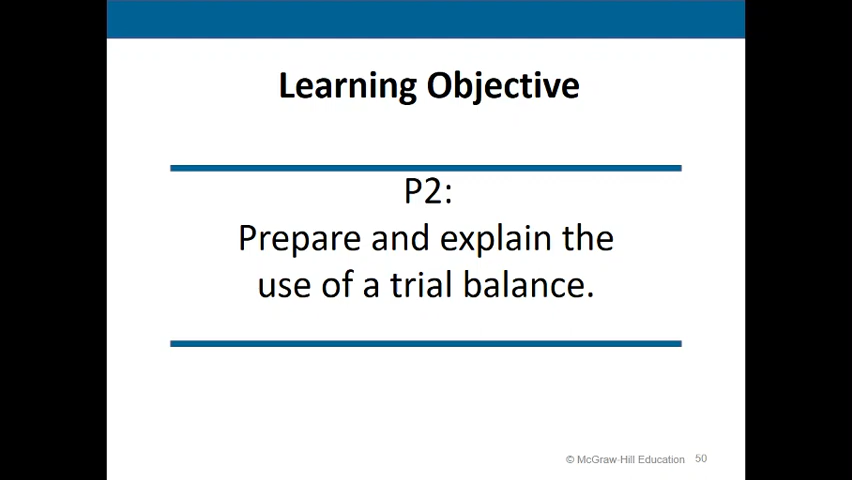 Learning Objective
P2:
Prepare and explain the
use of a trial balance.
© McGraw-Hill Education 50